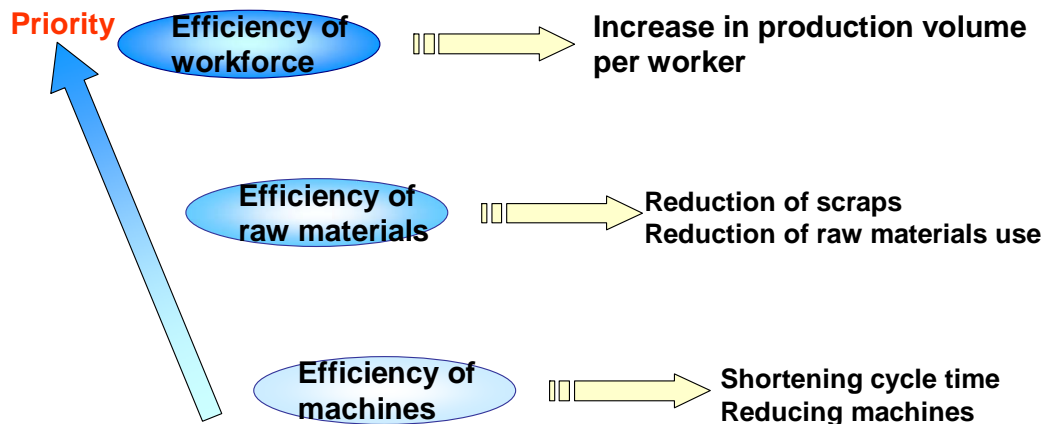 Priority
Efficiency of
workforce
Increase in production volume
per worker
Efficiency of
raw materials
Reduction of scraps
Reduction of raw materials use
Efficiency of
machines
Shortening cycle time
Reducing machines